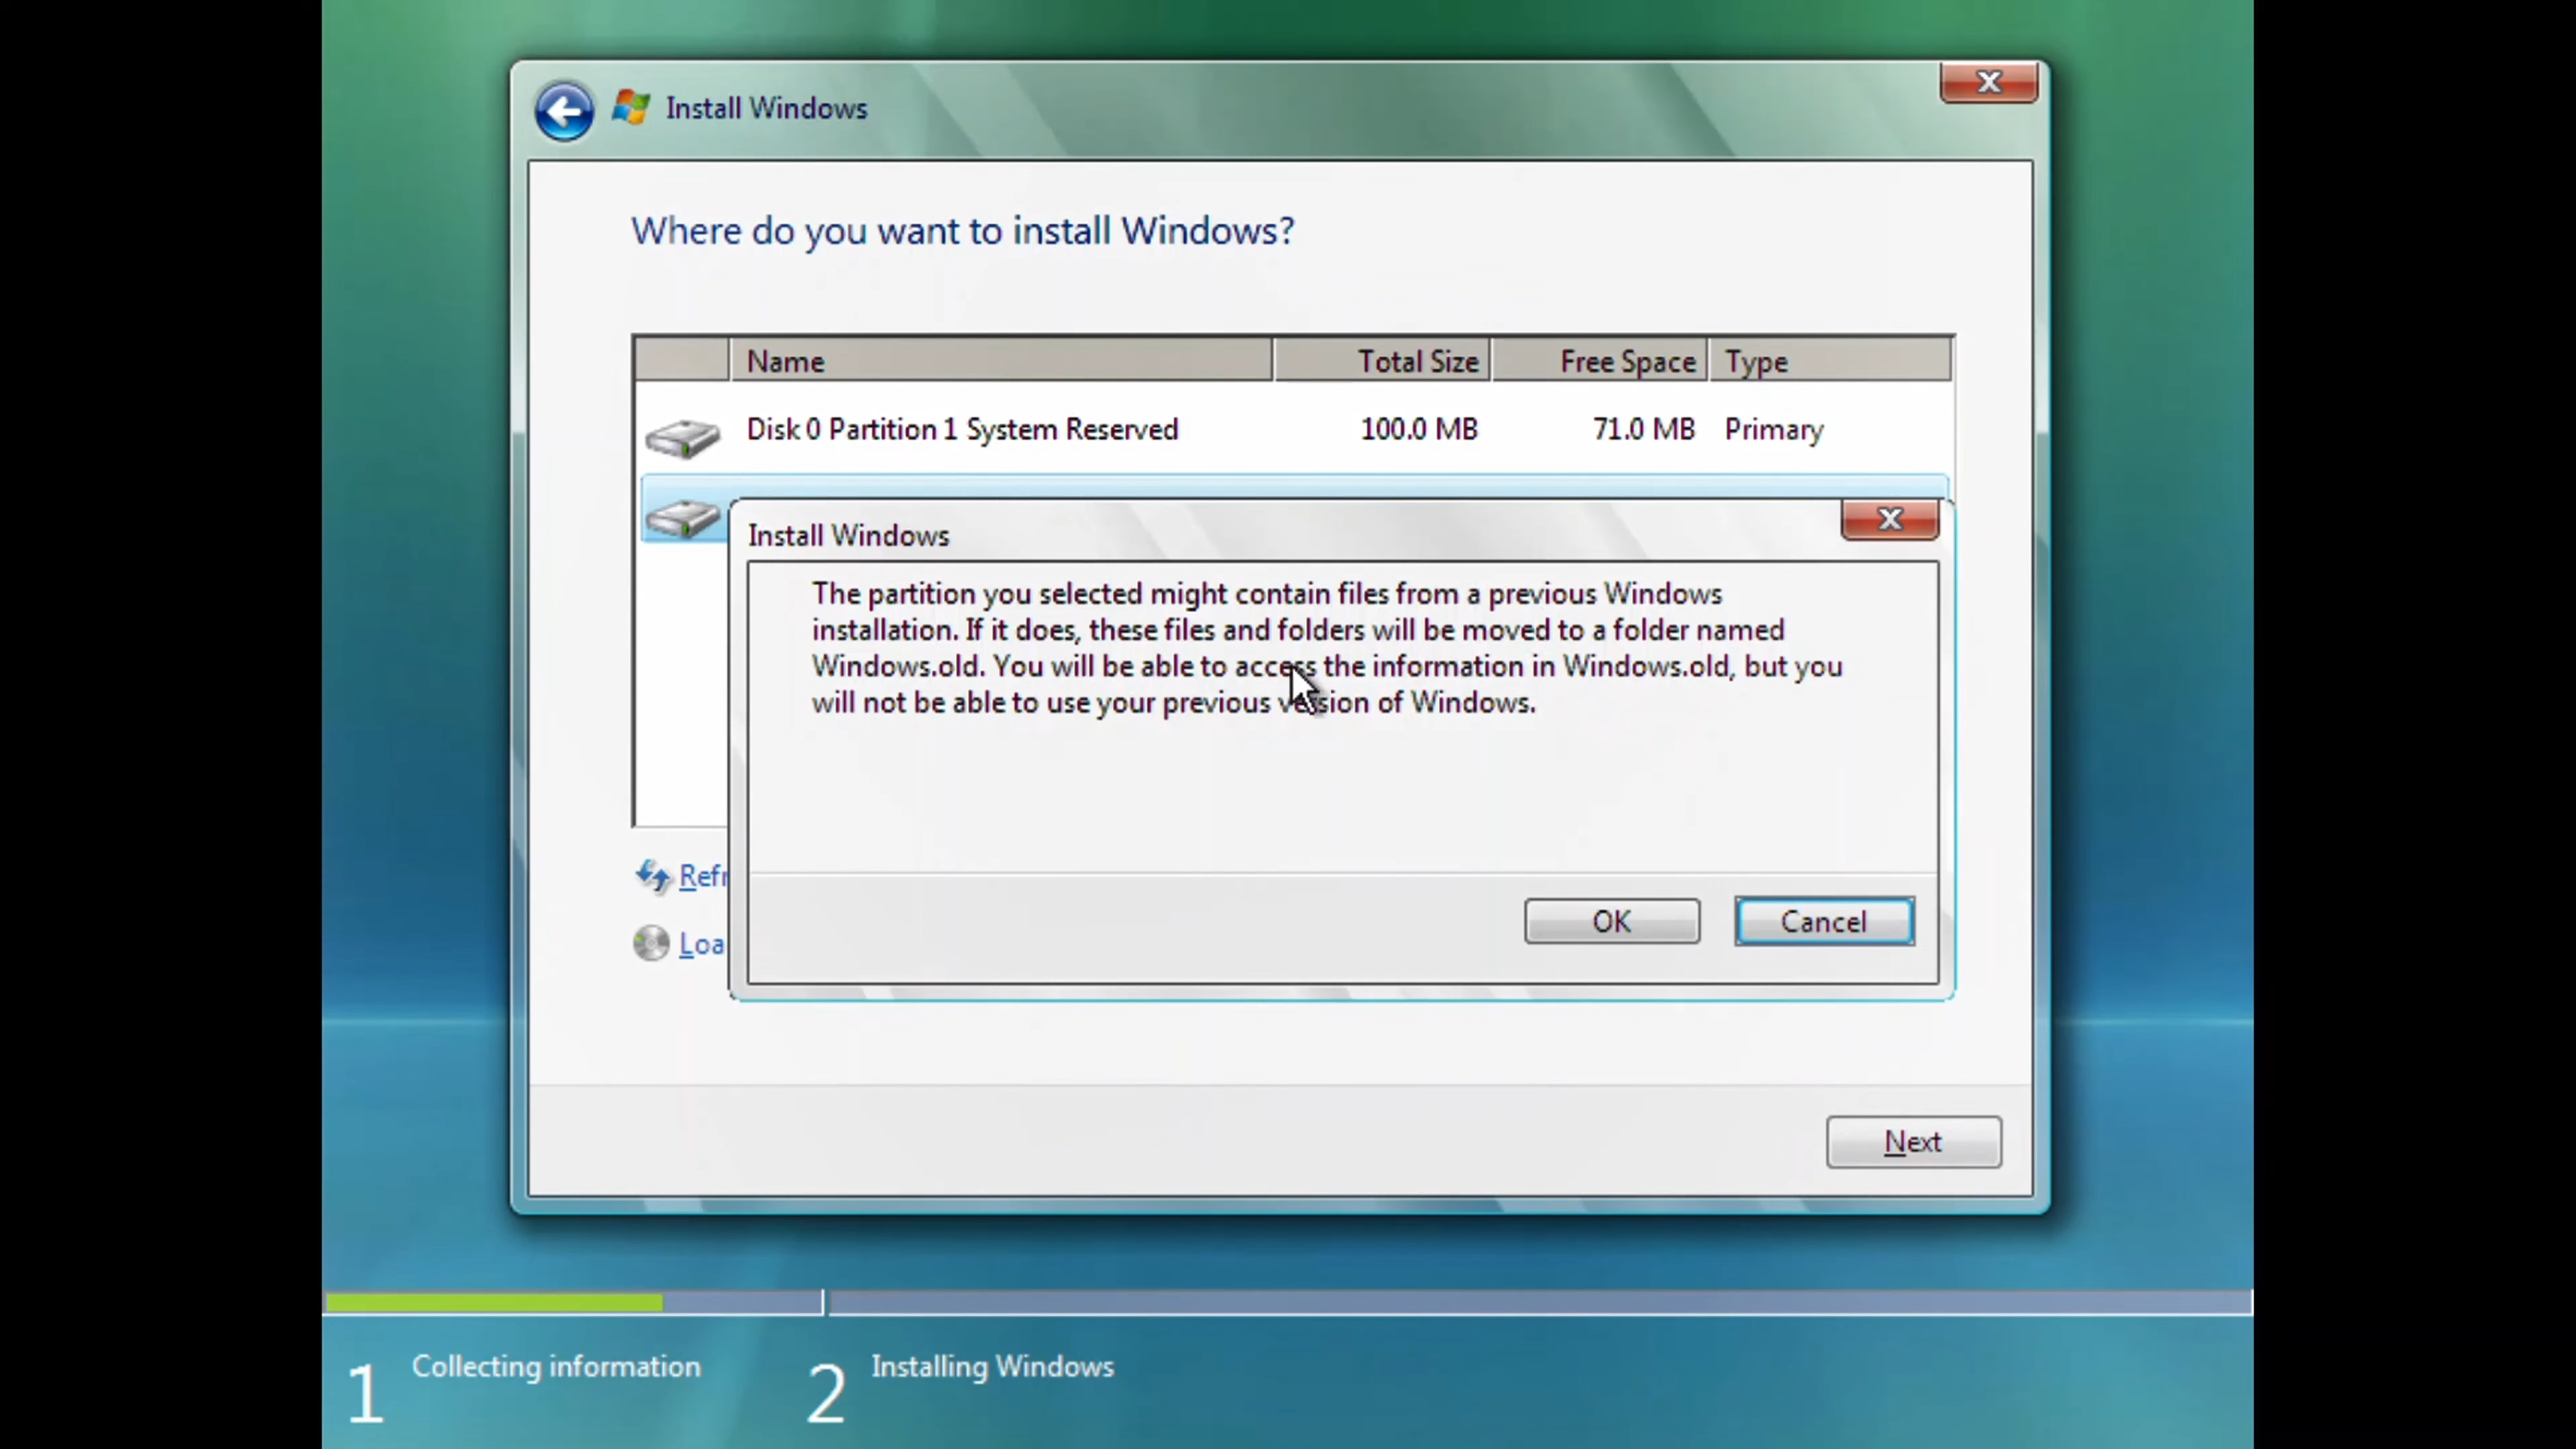 Install Windows
Where do you want to install Windows?
Name Total Size Free Space Type
Disk 0 Partition 1 System Reserved 100.0 MB 71.0 MB Primary
Install Windows
The partition you selected might contain files from a previous Windows
installation. If it does, these files and folders will be moved to a folder named
Windows.old. You will be able to access the information in Windows.old, but you
will not be able to use your previous version of Windows.
Refr
OK Cancel
Loa
Next
1 Collecting information 2 Installing Windows